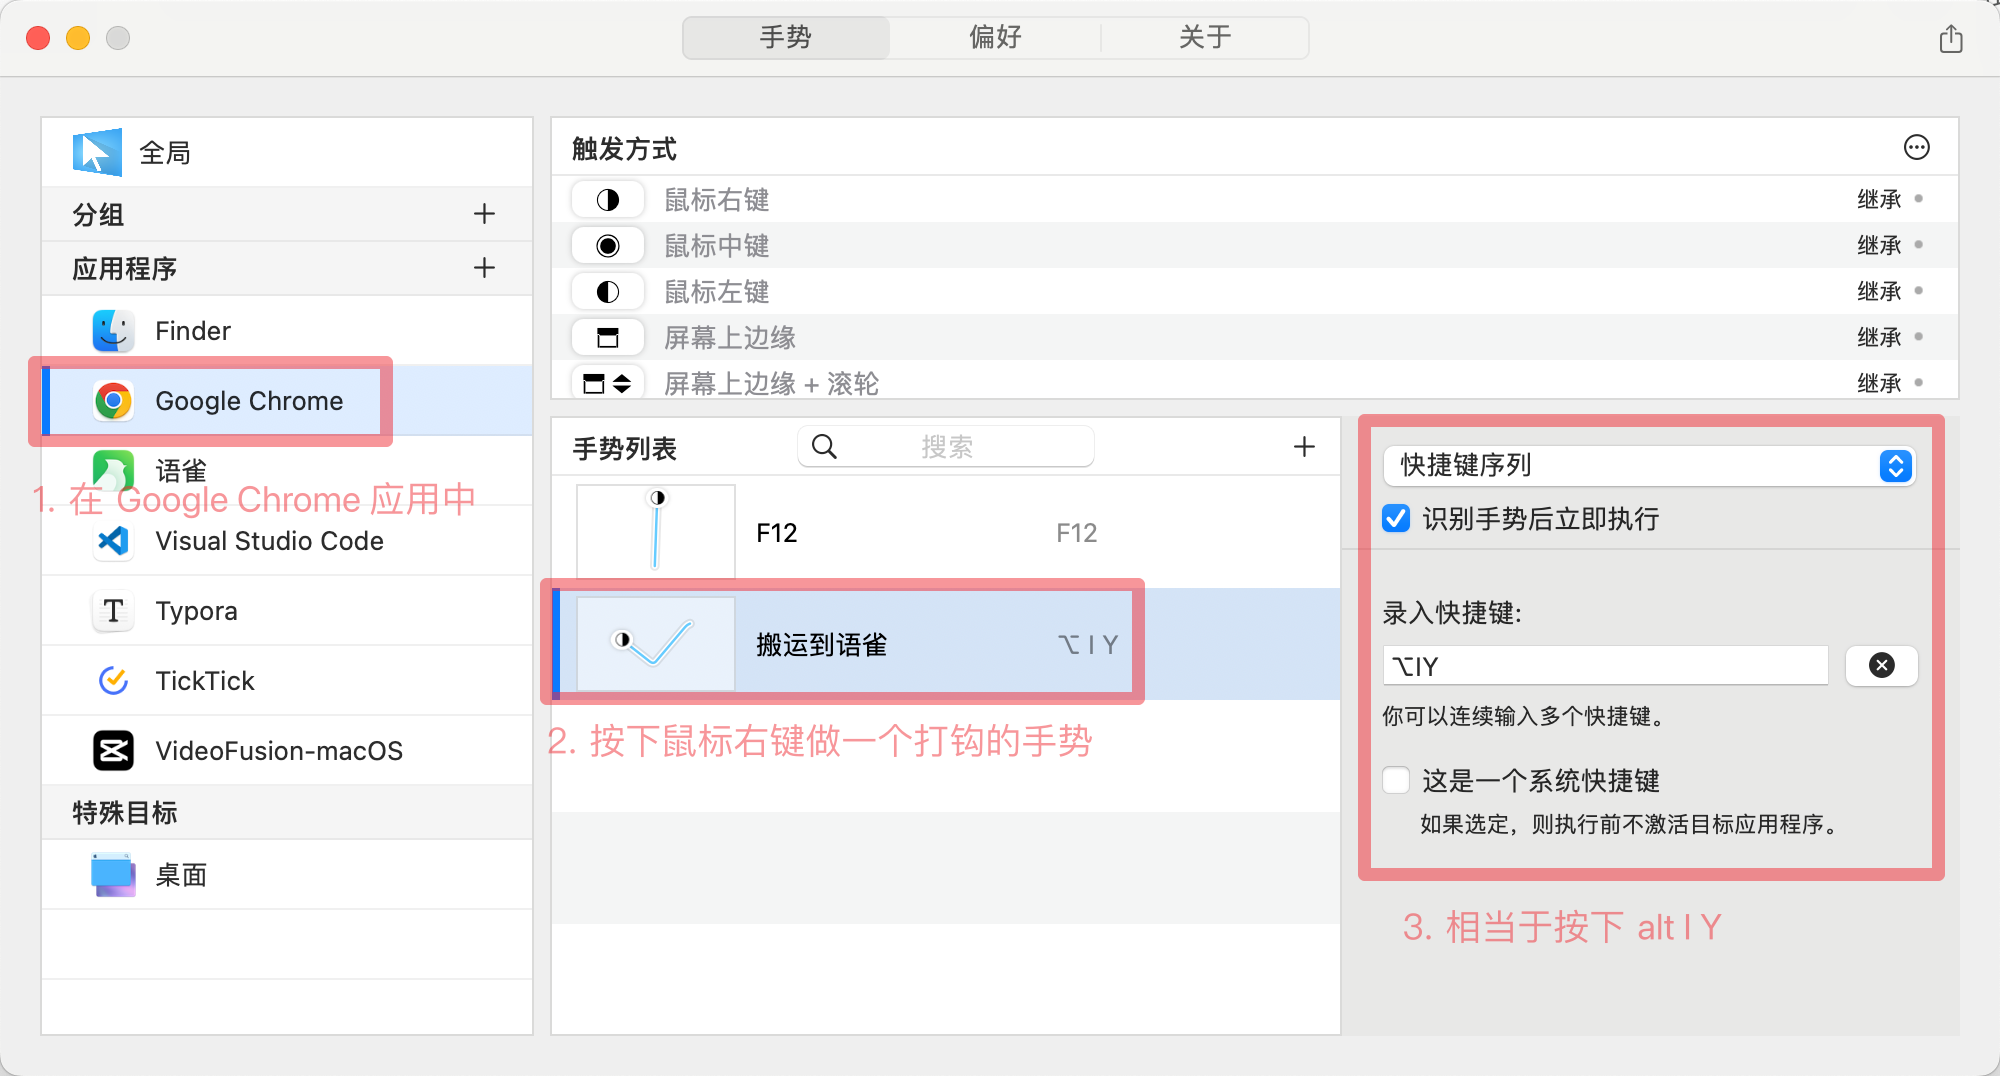 手势
偏好
关于
全局
分组
应用程序
Finder
Google Chrome
语雀
1. 在 Google Chrome 应用中
Visual Studio Code
Typora
TickTick
VideoFusion-macOS
特殊目标
桌面
触发方式
鼠标右键 继承
鼠标中键 继承
鼠标左键 继承
屏幕上边缘 继承
屏幕上边缘 + 滚轮 继承
手势列表
搜索
F12 F12
搬运到语雀 ⌥ I Y
2. 按下鼠标右键做一个打钩的手势
快捷键序列
识别手势后立即执行
录入快捷键:
⌥IY
你可以连续输入多个快捷键。
这是一个系统快捷键
如果选定，则执行前不激活目标应用程序。
3. 相当于按下 alt I Y